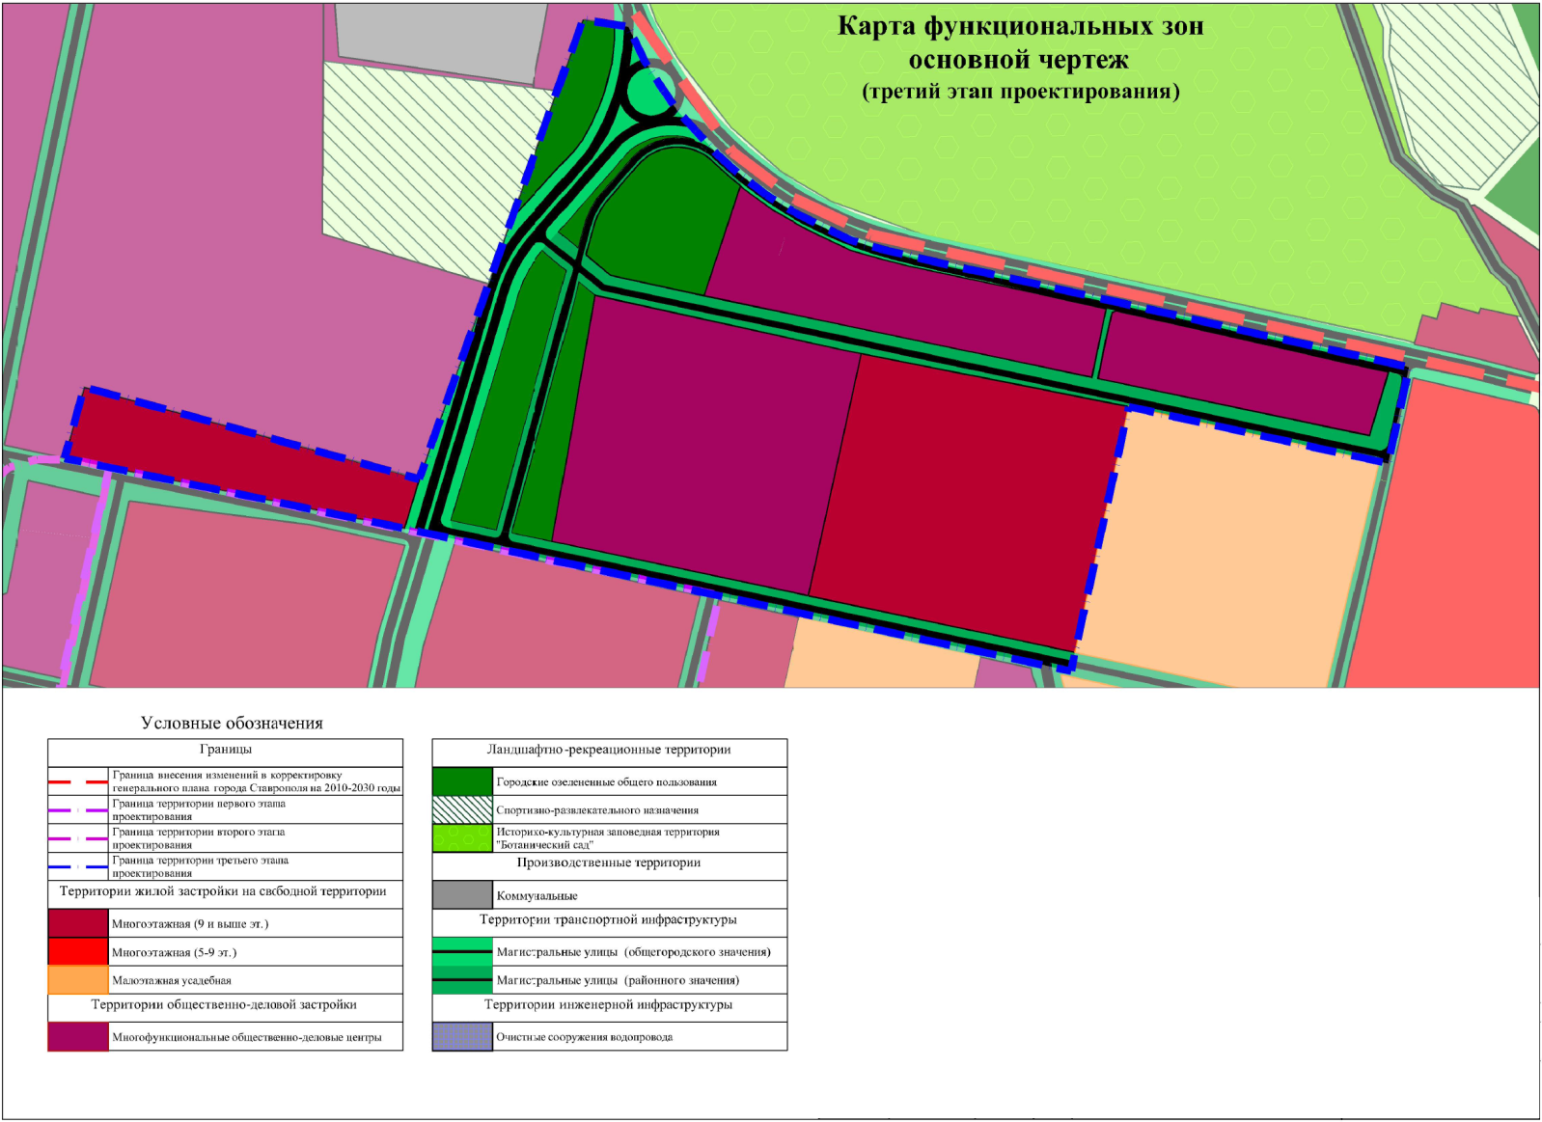 Карта функциональных зон
основной чертеж
(третий этап проектирования)
Условные обозначения
Границы
Граница внесения изменений в корректировку
генерального плана города Ставрополя на 2010-2030 годы
Граница территории первого этапа
проектирования
Граница территории второго этапа
проектирования
Граница территории третьего этапа
проектирования
Территории жилой застройки на свободной территории
Многоэтажная (9 и выше эт.)
Многоэтажная (5-9 эт.)
Малоэтажная усадебная
Территории общественно-деловой застройки
Многофункциональные общественно-деловые центры
Ландшафтно-рекреационные территории
Городские озелененные общего пользования
Спортивно-развлекательного назначения
Историко-культурная заповедная территория
"Ботанический сад"
Производственные территории
Коммунальные
Территории транспортной инфраструктуры
Магистральные улицы (общегородского значения)
Магистральные улицы (районного значения)
Территории инженерной инфраструктуры
Очистные сооружения водопровода